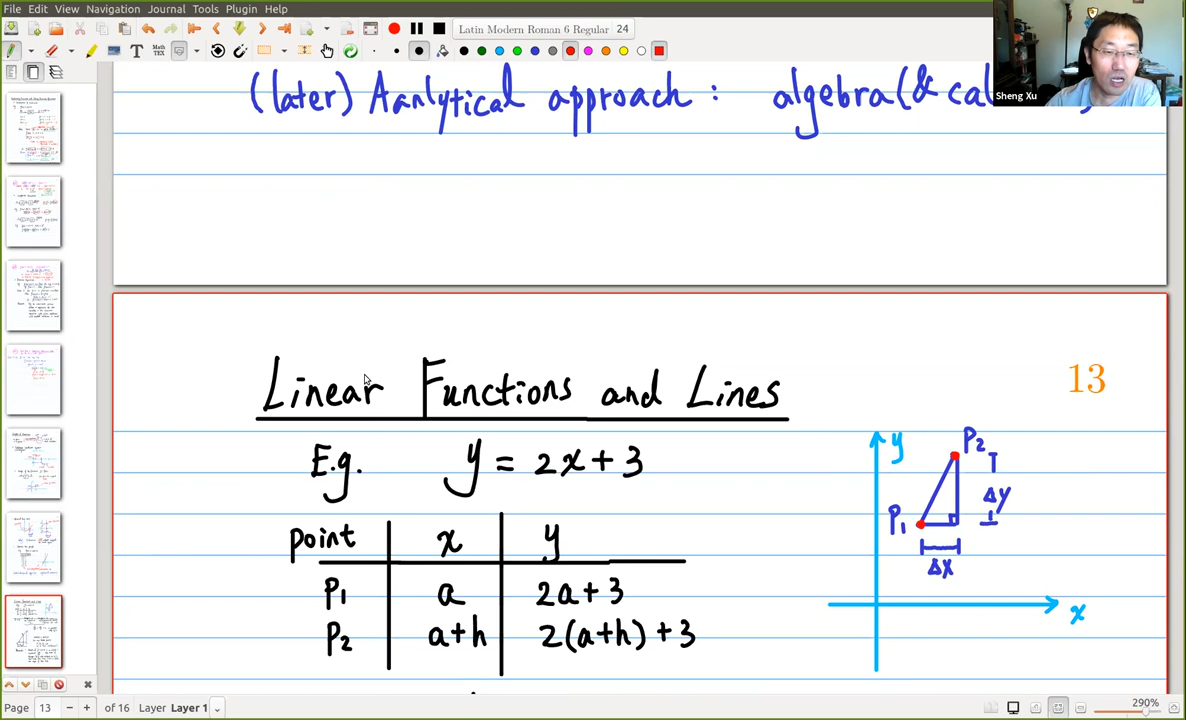 File Edit View Navigation Journal Tools Plugin Help
Latin Modern Roman 6 Regular 24
Math TEX
Sheng Xu
(later) Aanlytical approach : algebra (& cal
Linear Functions and Lines
13
E.g. y = 2x + 3
point x y
P1 a 2a + 3
P2 a+h 2(a+h) + 3
y
P2
Δy
P1
Δx
x
Page 13 of 16 Layer Layer 1
290%